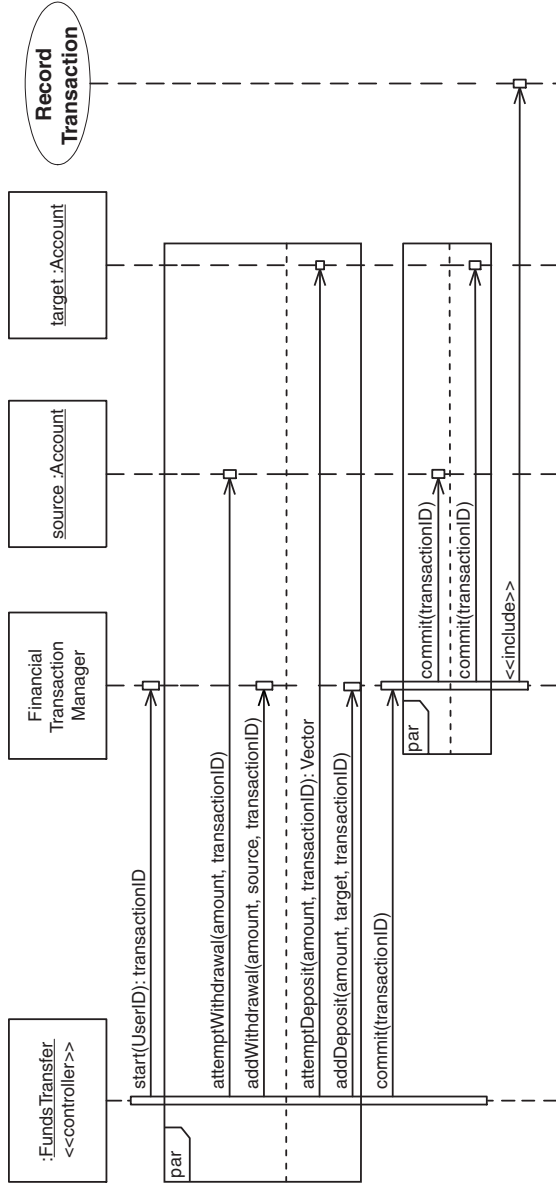 :FundsTransfer
<<controller>>
Financial
Transaction
Manager
source :Account
target :Account
Record
Transaction
start(UserID): transactionID
par
attemptWithdrawal(amount, transactionID)
addWithdrawal(amount, source, transactionID)
attemptDeposit(amount, transactionID): Vector
addDeposit(amount, target, transactionID)
commit(transactionID)
par
commit(transactionID)
commit(transactionID)
<<include>>